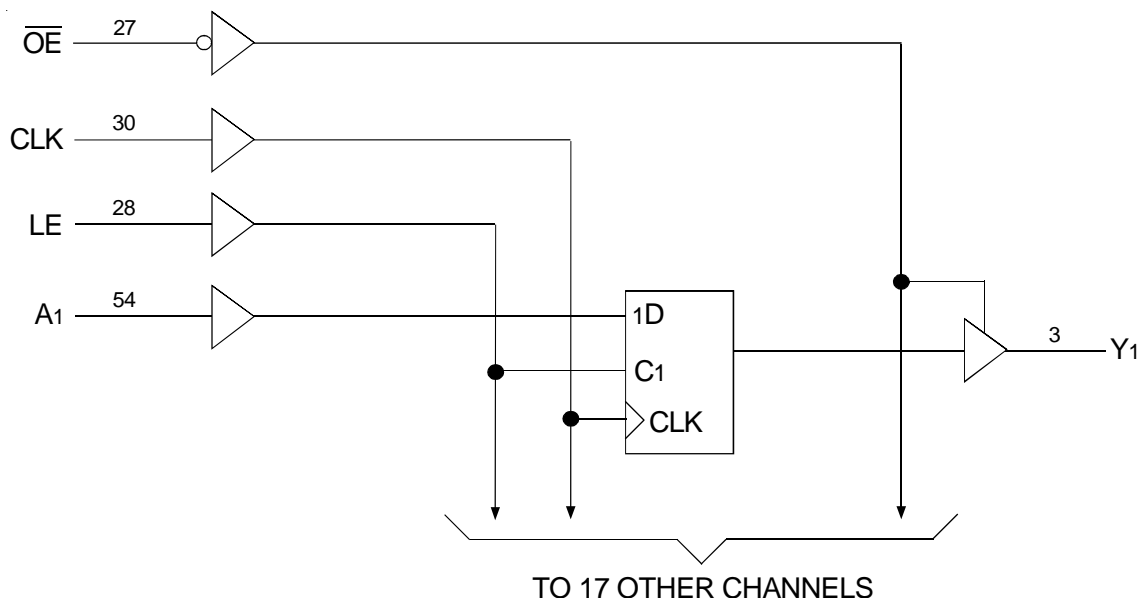 OE 27
CLK 30
LE 28
A1 54
1D
C1
CLK
3 Y1
TO 17 OTHER CHANNELS